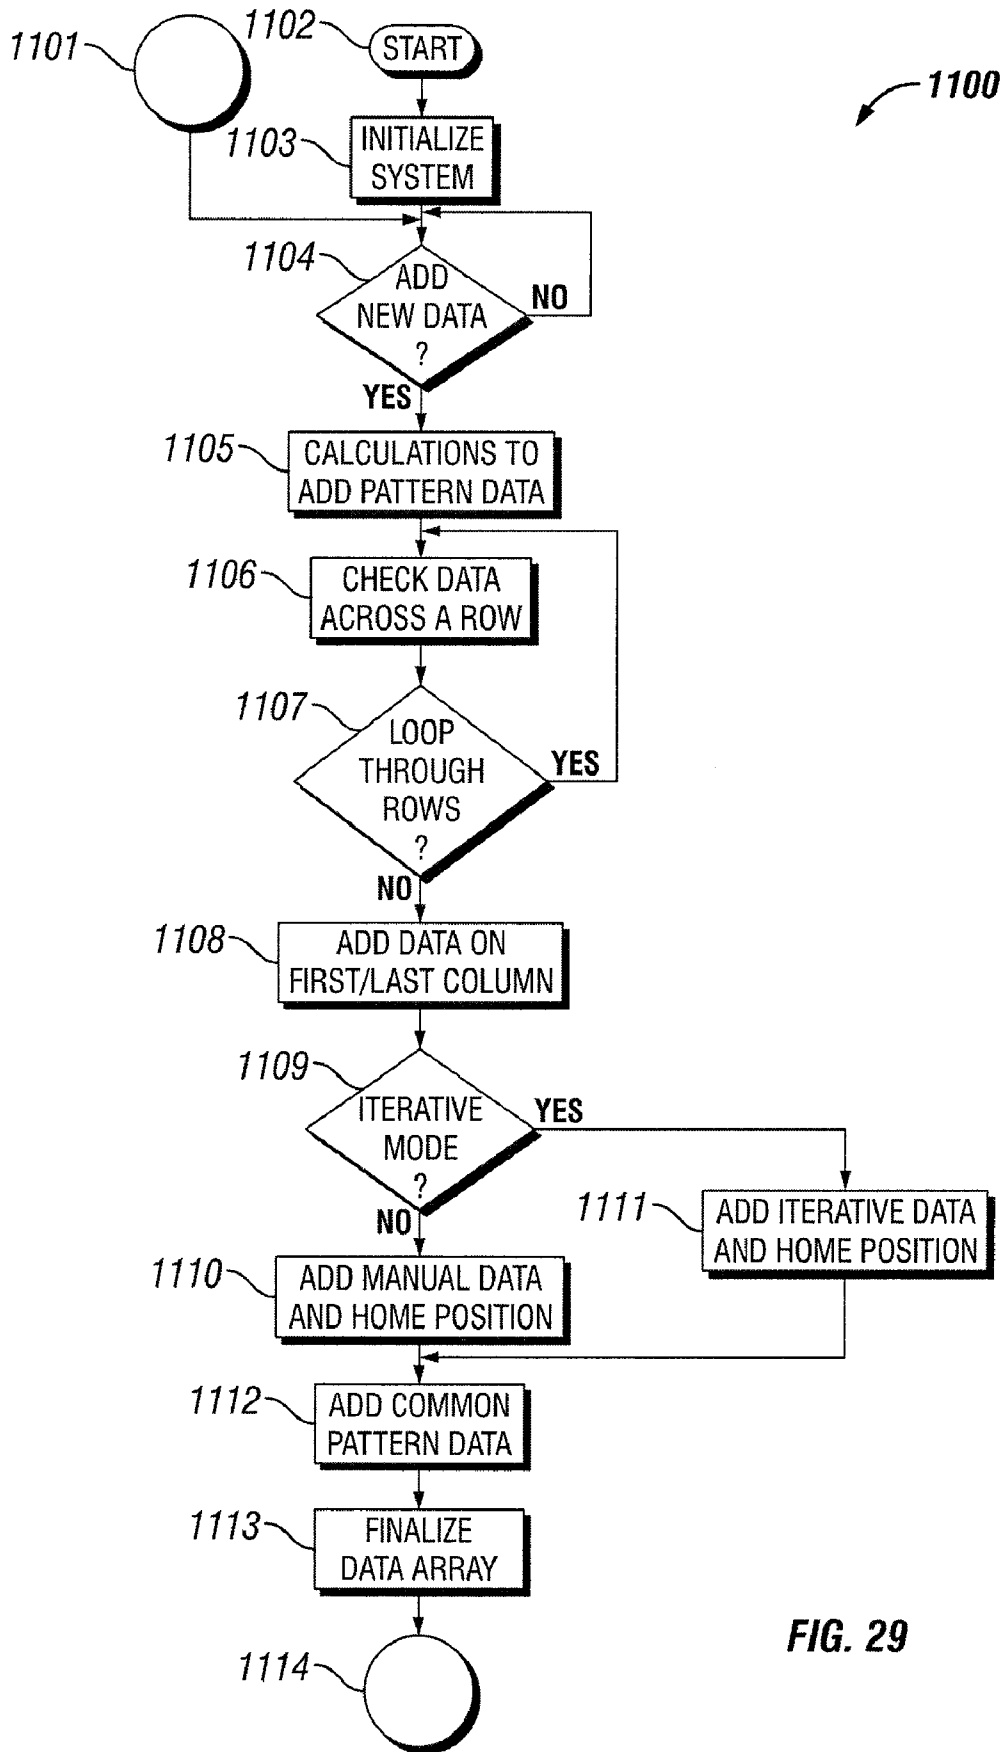 1101
1102
START
1100
1103
INITIALIZE
SYSTEM
1104
ADD
NEW DATA
?
NO
YES
1105
CALCULATIONS TO
ADD PATTERN DATA
1106
CHECK DATA
ACROSS A ROW
1107
LOOP
THROUGH
ROWS
?
YES
NO
1108
ADD DATA ON
FIRST/LAST COLUMN
1109
ITERATIVE
MODE
?
YES
NO
1111
ADD ITERATIVE DATA
AND HOME POSITION
1110
ADD MANUAL DATA
AND HOME POSITION
1112
ADD COMMON
PATTERN DATA
1113
FINALIZE
DATA ARRAY
1114
FIG. 29